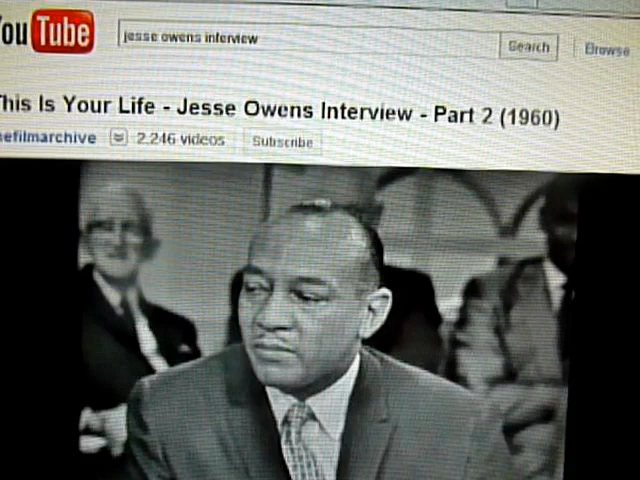 You Tube jesse owens interview Search Browse
This Is Your Life - Jesse Owens Interview - Part 2 (1960)
efilmarchive 2,246 videos Subscribe